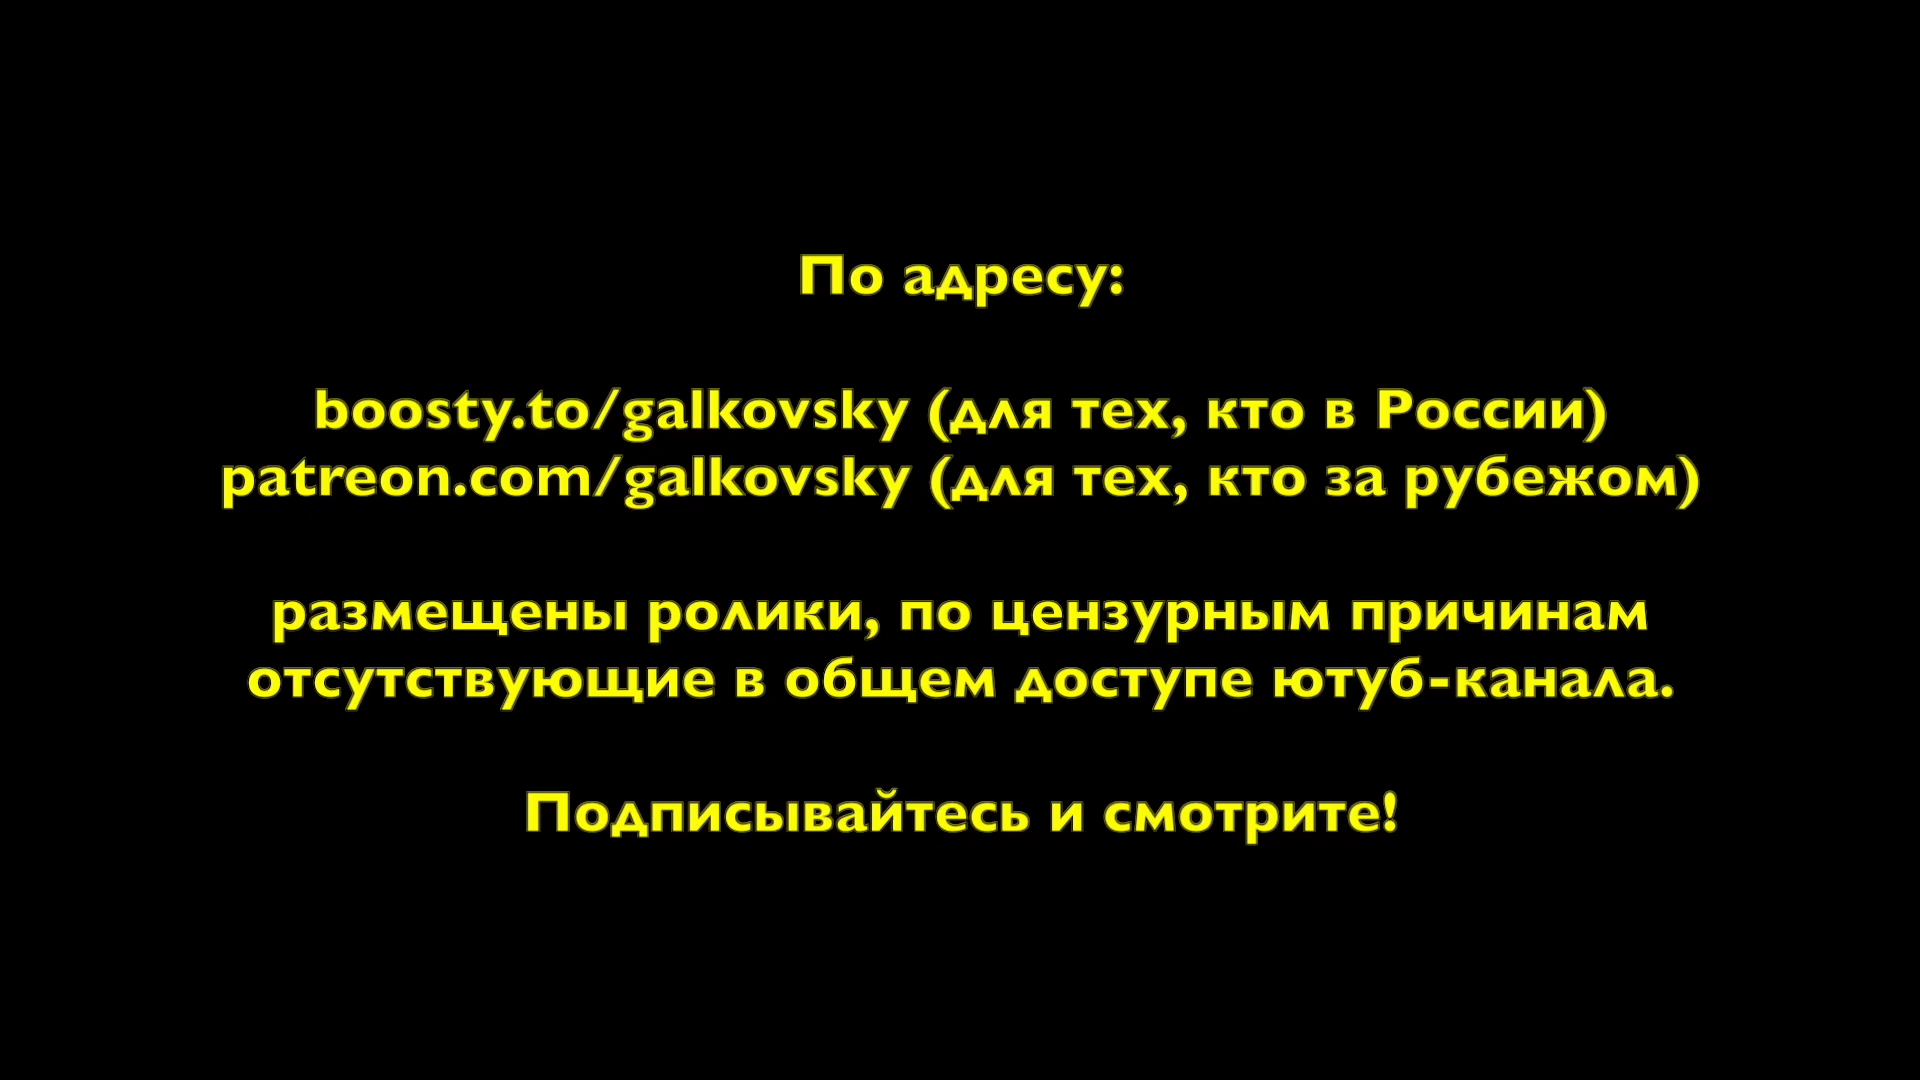 По адресу:
boosty.to/galkovsky (для тех, кто в России)
patreon.com/galkovsky (для тех, кто за рубежом)
размещены ролики, по цензурным причинам
отсутствующие в общем доступе ютуб-канала.
Подписывайтесь и смотрите!